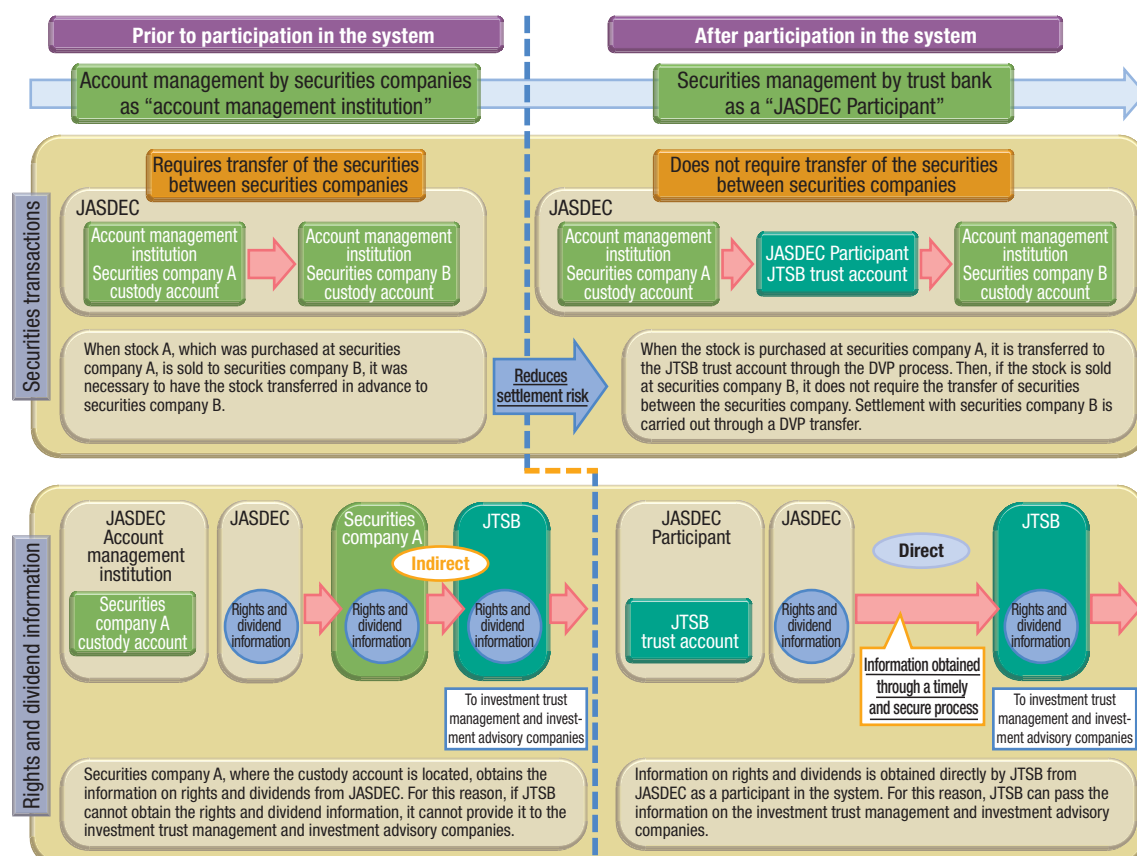 Prior to participation in the system
After participation in the system
Account management by securities companies
as “account management institution”
Securities management by trust bank
as a “JASDEC Participant”
Securities transactions
Requires transfer of the securities
between securities companies
JASDEC
Account management
institution
Securities company A
custody account
Account management
institution
Securities company B
custody account
When stock A, which was purchased at securities
company A, is sold to securities company B, it was
necessary to have the stock transferred in advance to
securities company B.
Reduces
settlement risk
Does not require transfer of the securities
between securities companies
JASDEC
Account management
institution
Securities company A
custody account
JASDEC Participant
JTSB trust account
Account management
institution
Securities company B
custody account
When the stock is purchased at securities company A, it is transferred to
the JTSB trust account through the DVP process. Then, if the stock is sold
at securities company B, it does not require the transfer of securities
between the securities company. Settlement with securities company B is
carried out through a DVP transfer.
Rights and dividend information
JASDEC
Account
management
institution
Securities
company A
custody account
JASDEC
Rights and
dividend
information
Securities
company A
Rights and
dividend
information
Indirect
JTSB
Rights and
dividend
information
To investment trust
management and invest-
ment advisory companies
Securities company A, where the custody account is located, obtains the
information on rights and dividends from JASDEC. For this reason, if JTSB
cannot obtain the rights and dividend information, it cannot provide it to the
investment trust management and investment advisory companies.
JASDEC
Participant
JTSB
trust account
JASDEC
Rights and
dividend
information
Direct
Information obtained
through a timely
and secure process
JTSB
Rights and
dividend
information
To investment trust
management and invest-
ment advisory companies
Information on rights and dividends is obtained directly by JTSB from
JASDEC as a participant in the system. For this reason, JTSB can pass the
information on the investment trust management and investment advisory
companies.